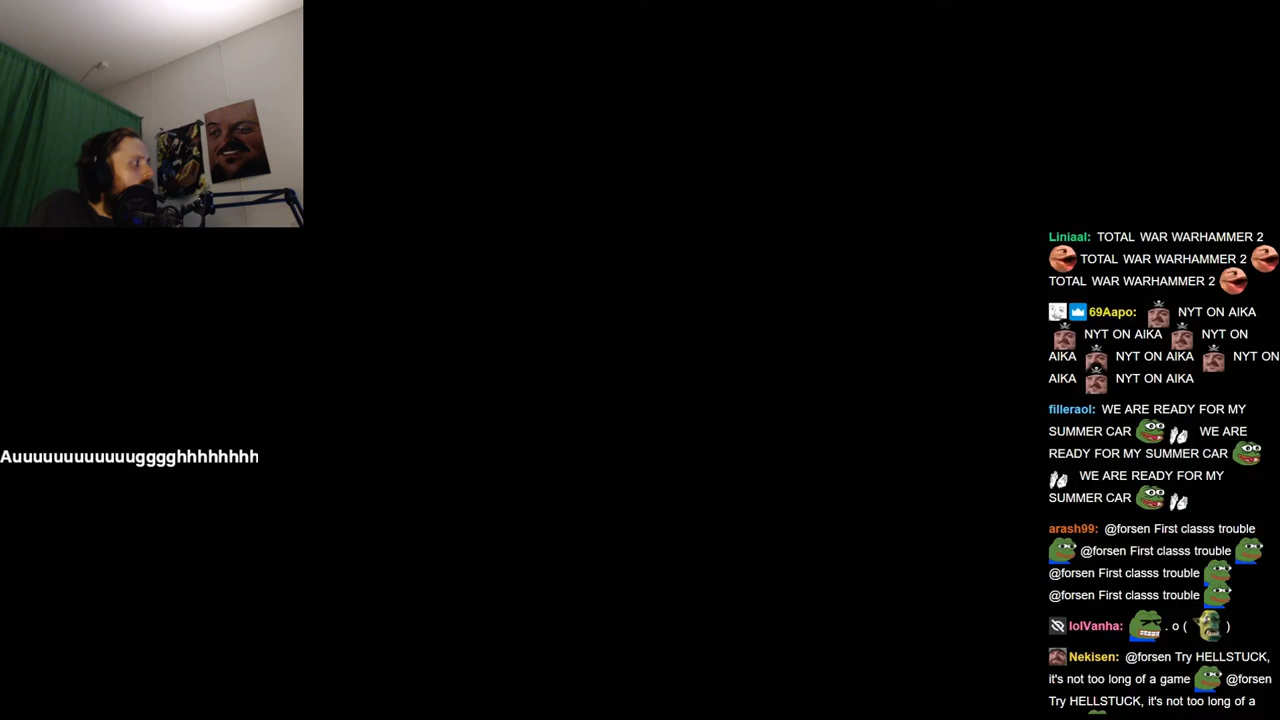 Liniaal: TOTAL WAR WARHAMMER 2
TOTAL WAR WARHAMMER 2
TOTAL WAR WARHAMMER 2
69Aapo: NYT ON AIKA
NYT ON AIKA NYT ON
AIKA NYT ON AIKA NYT ON
AIKA NYT ON AIKA
filleraol: WE ARE READY FOR MY
SUMMER CAR WE ARE
READY FOR MY SUMMER CAR
WE ARE READY FOR MY
SUMMER CAR
Auuuuuuuuuuuuggggghhhhhhhh
arash99: @forsen First classs trouble
@forsen First classs trouble
@forsen First classs trouble
@forsen First classs trouble
lolVanha: . o ( )
Nekisen: @forsen Try HELLSTUCK,
it's not too long of a game @forsen
Try HELLSTUCK, it's not too long of a